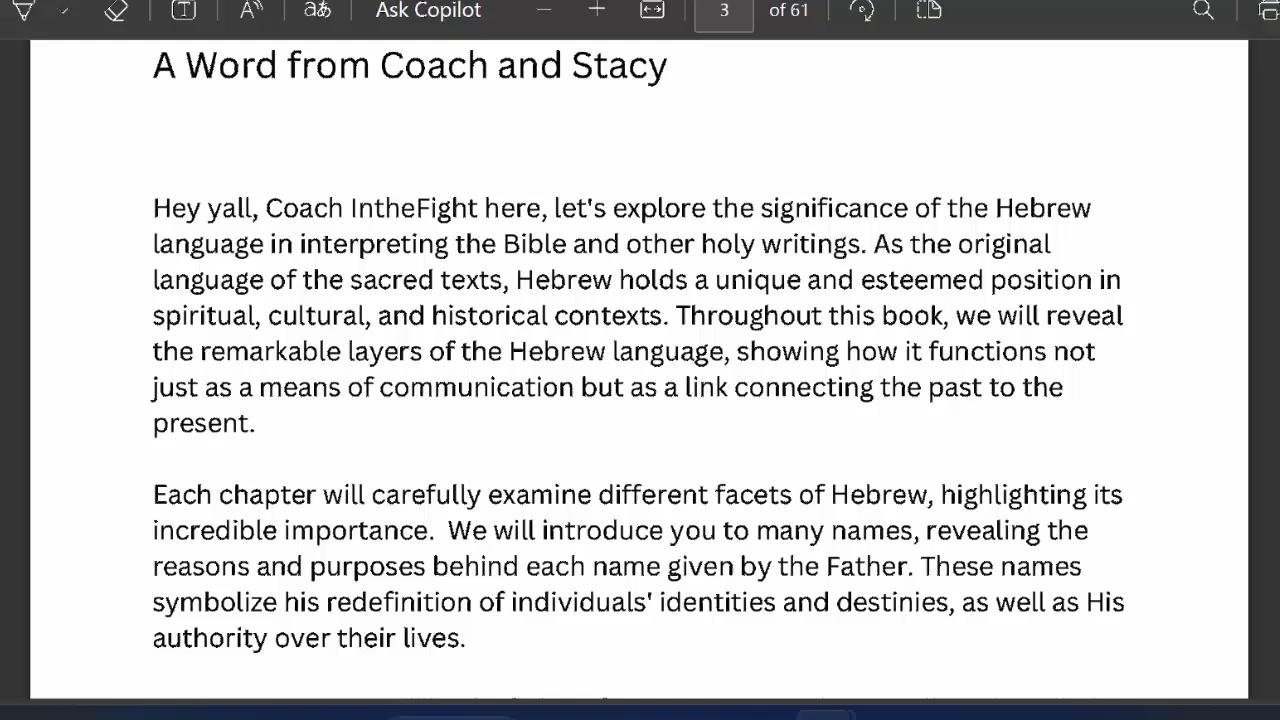 Ask Copilot
3
of 61
A Word from Coach and Stacy
Hey yall, Coach IntheFight here, let's explore the significance of the Hebrew
language in interpreting the Bible and other holy writings. As the original
language of the sacred texts, Hebrew holds a unique and esteemed position in
spiritual, cultural, and historical contexts. Throughout this book, we will reveal
the remarkable layers of the Hebrew language, showing how it functions not
just as a means of communication but as a link connecting the past to the
present.
Each chapter will carefully examine different facets of Hebrew, highlighting its
incredible importance.  We will introduce you to many names, revealing the
reasons and purposes behind each name given by the Father. These names
symbolize his redefinition of individuals' identities and destinies, as well as His
authority over their lives.